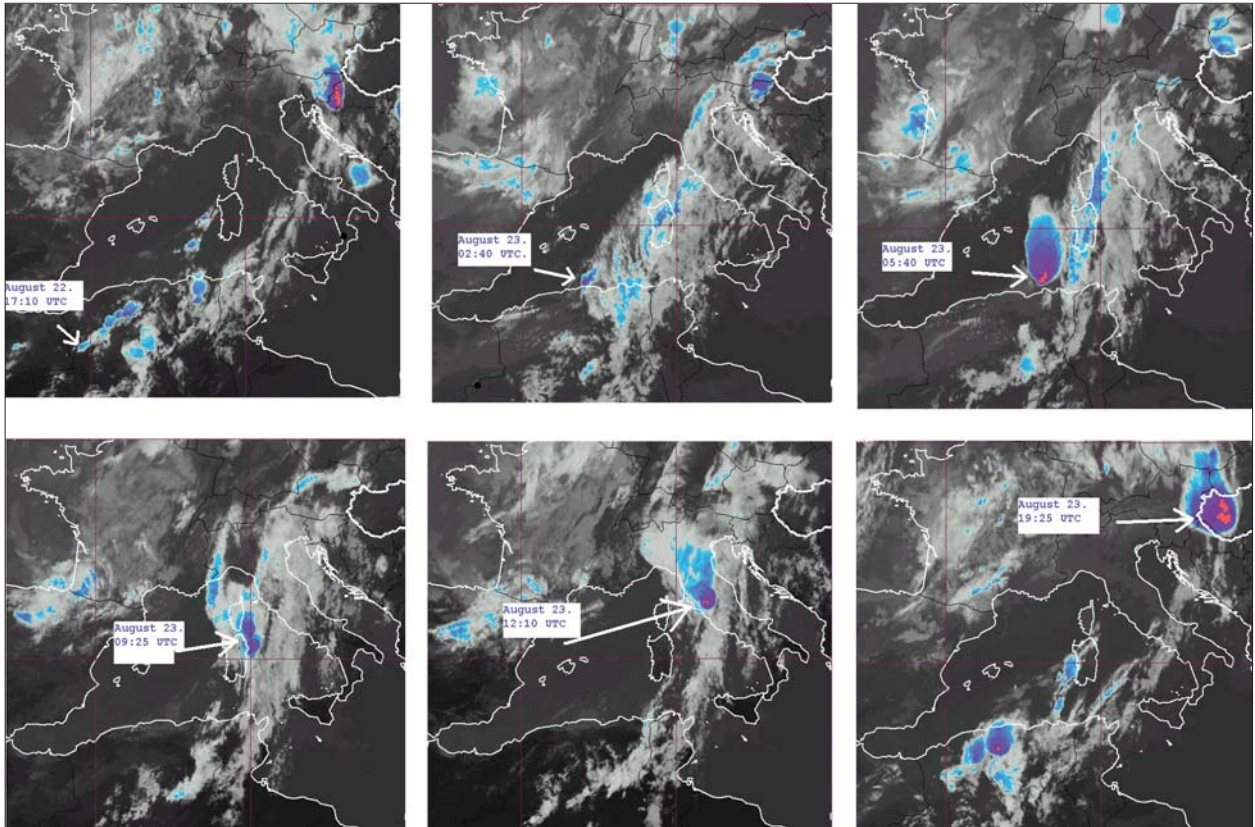 August 22.
17:10 UTC
August 23.
02:40 UTC.
August 23.
05:40 UTC
August 23.
09:25 UTC
August 23.
12:10 UTC
August 23.
19:25 UTC